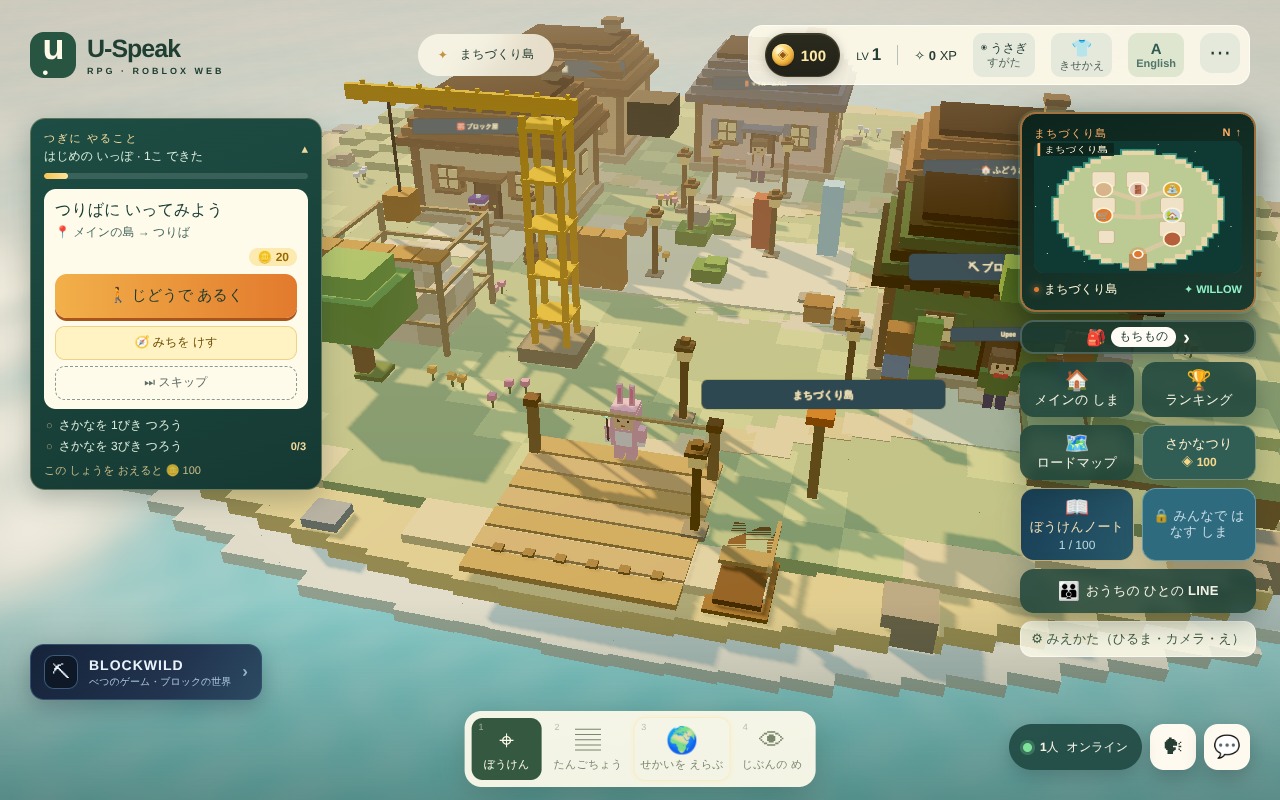 U-Speak
RPG · ROBLOX WEB
✦ まちづくり島
100
LV 1
✧ 0 XP
うさぎ
すがた
きせかえ
A
English
つぎに やること
はじめの いっぽ · 1こ できた
つりばに いってみよう
📍 メインの島 → つりば
🪙 20
🚶 じどうで あるく
🧭 みちを けす
⏭ スキップ
○ さかなを 1ぴき つろう
○ さかなを 3びき つろう 0/3
この しょうを おえると 🪙 100
ブロック屋
まちづくり島
まちづくり島
N ↑
まちづくり島
まちづくり島
✦ WILLOW
🎒 もちもの ›
メインの しま
ランキング
ロードマップ
さかなつり
◈ 100
ぼうけんノート
1 / 100
🔒 みんなで は
なす しま
👪 おうちの ひとの LINE
⚙ みえかた（ひるま・カメラ・え）
BLOCKWILD
べつのゲーム・ブロックの世界
1
ぼうけん
2
たんごちょう
3
せかいを えらぶ
4
じぶんの め
1人 オンライン